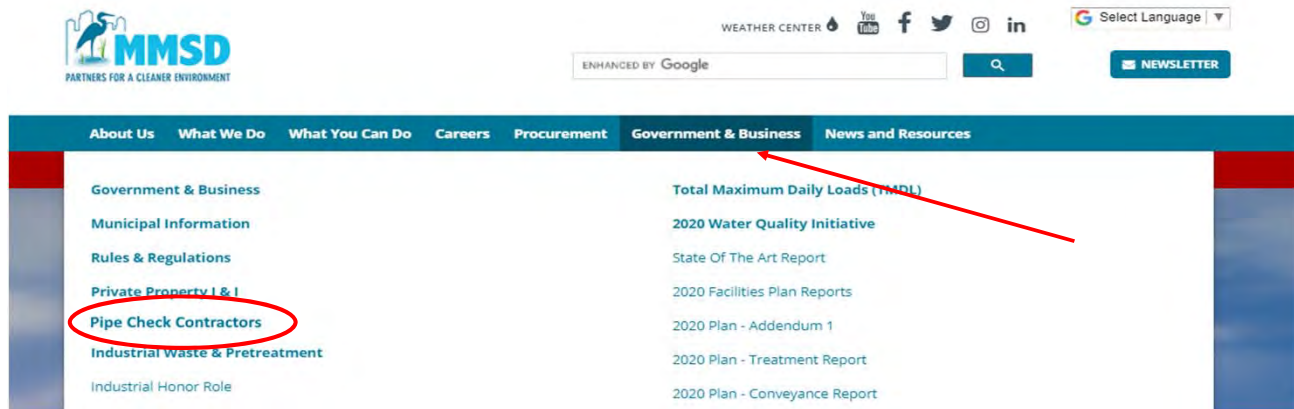 WEATHER CENTER You Tube in Select Language ▼
MMSD
PARTNERS FOR A CLEANER ENVIRONMENT
ENHANCED BY Google
NEWSLETTER
About Us What We Do What You Can Do Careers Procurement Government & Business News and Resources
Government & Business
Municipal Information
Rules & Regulations
Private Property I & I
Pipe Check Contractors
Industrial Waste & Pretreatment
Industrial Honor Role
Total Maximum Daily Loads (TMDL)
2020 Water Quality Initiative
State Of The Art Report
2020 Facilities Plan Reports
2020 Plan - Addendum 1
2020 Plan - Treatment Report
2020 Plan - Conveyance Report